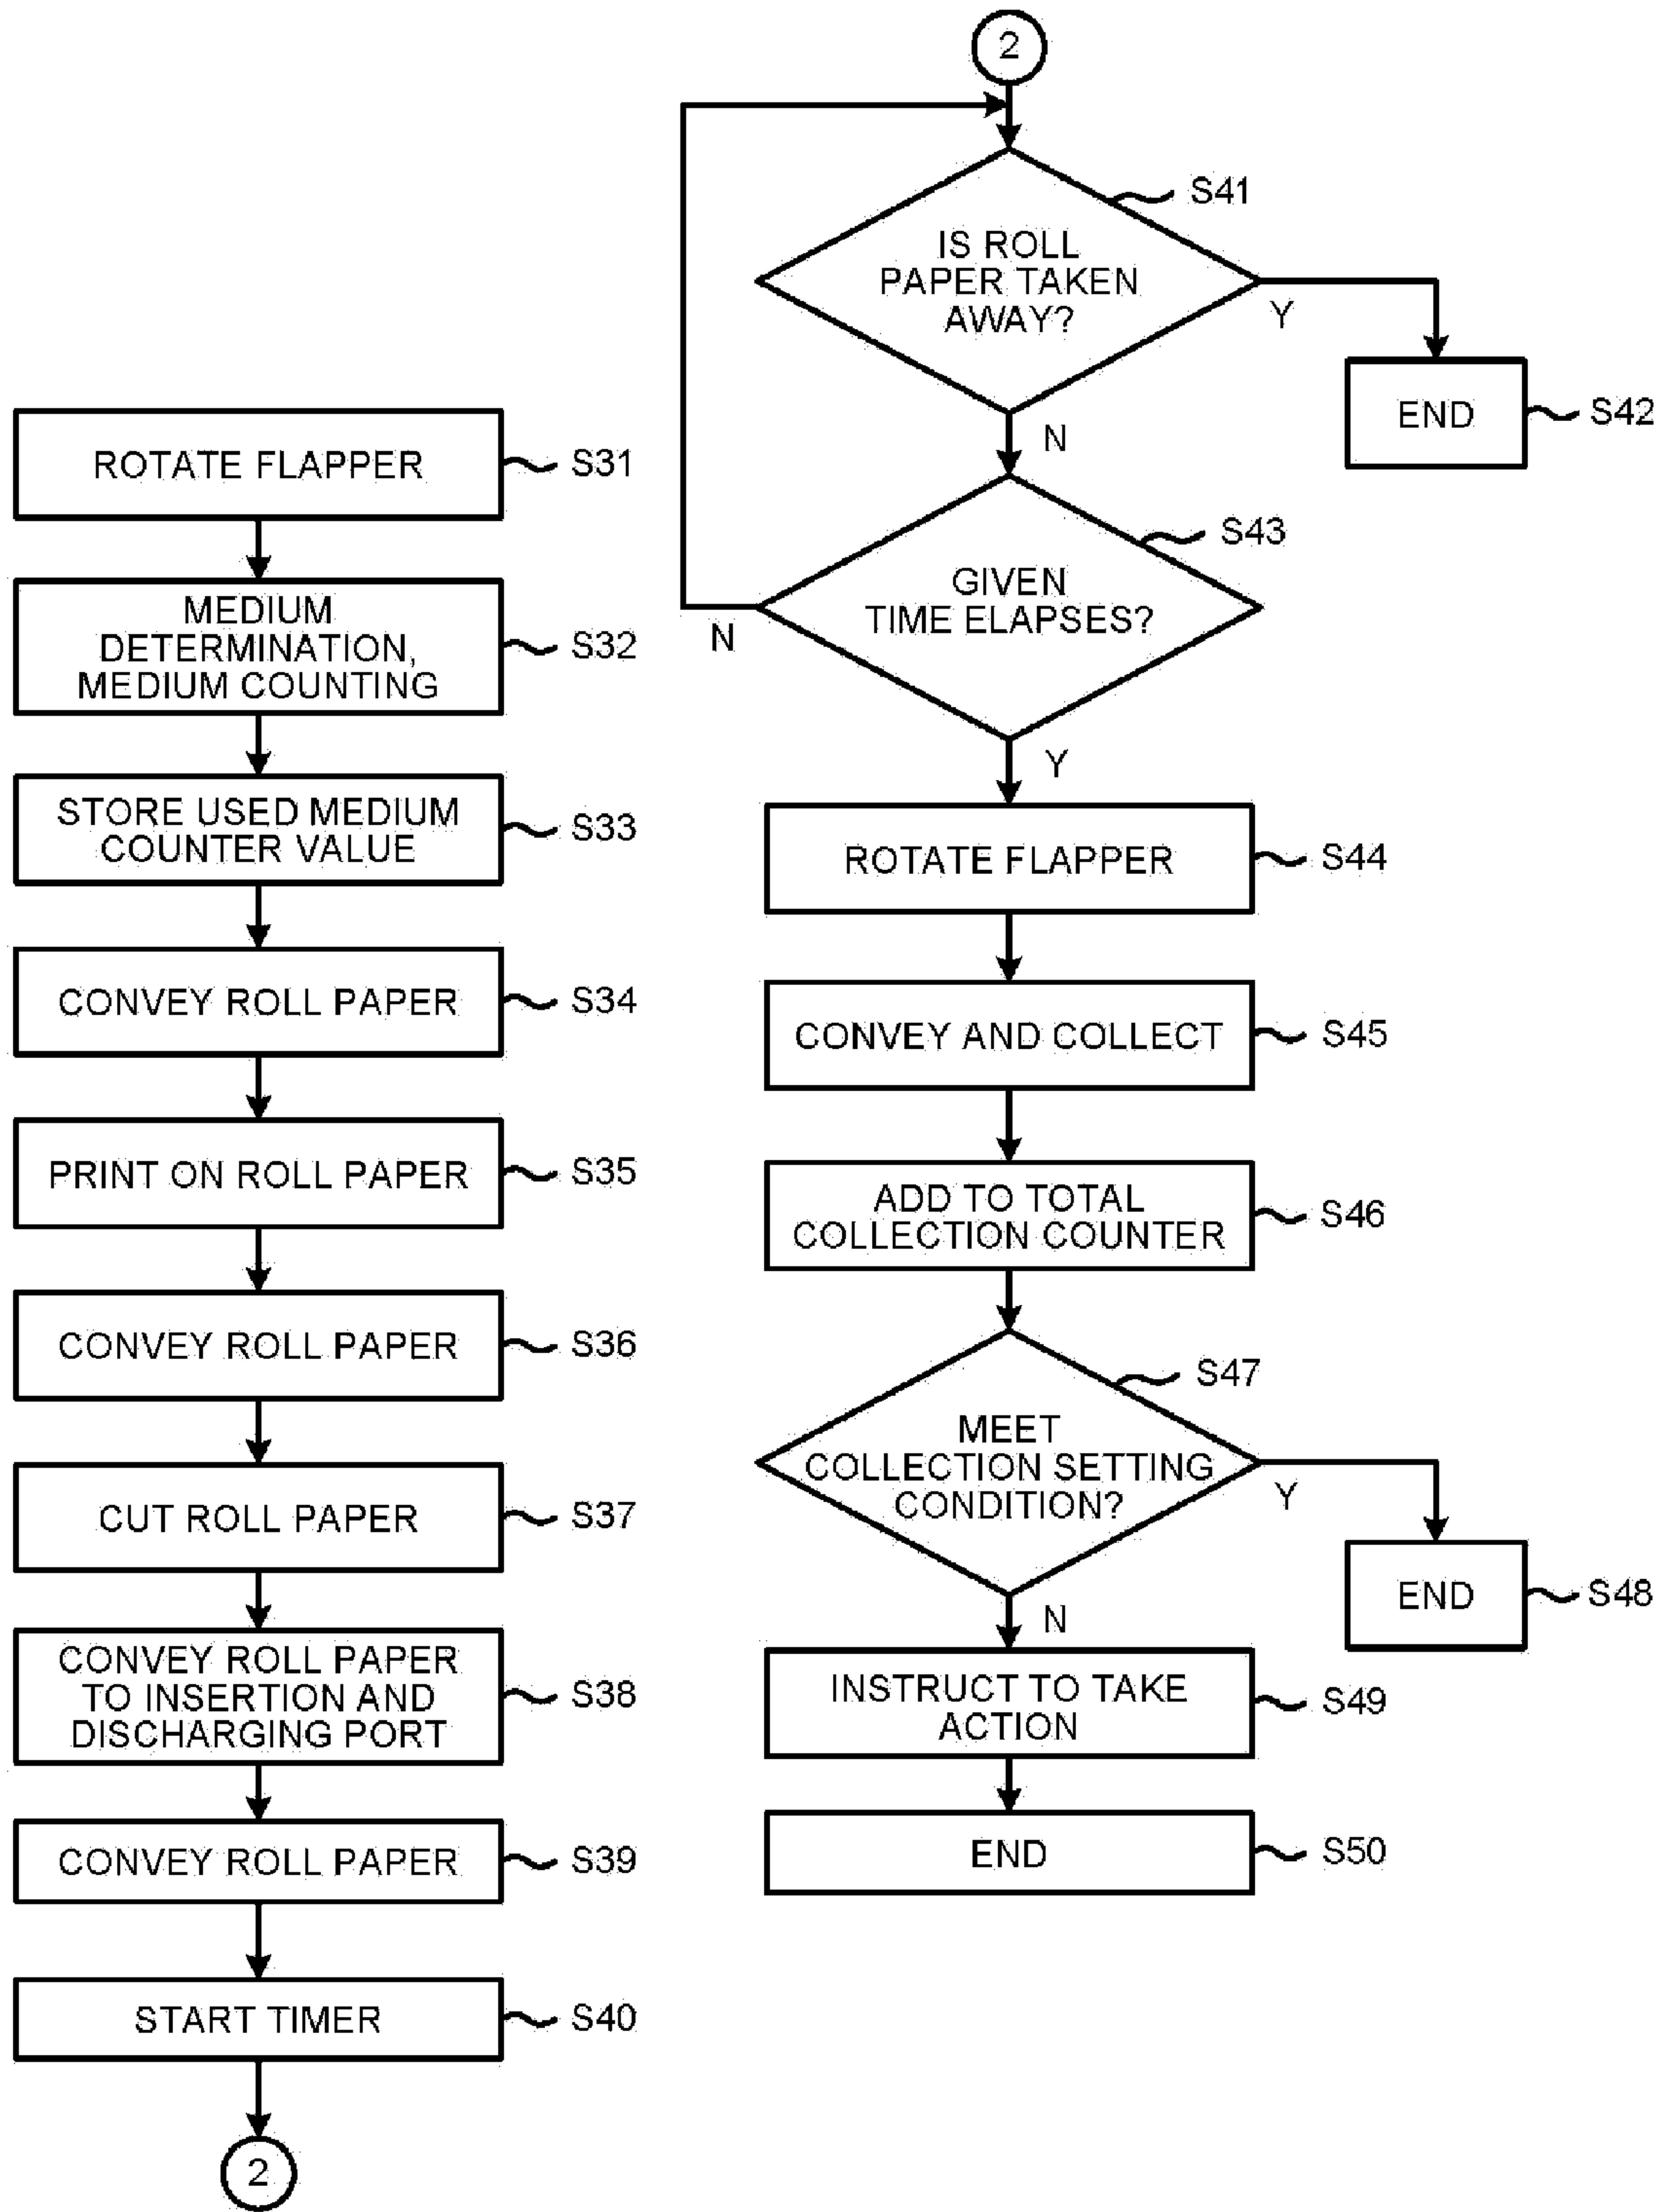 ROTATE FLAPPER
S31
MEDIUM
DETERMINATION,
MEDIUM COUNTING
S32
STORE USED MEDIUM
COUNTER VALUE
S33
CONVEY ROLL PAPER
S34
PRINT ON ROLL PAPER
S35
CONVEY ROLL PAPER
S36
CUT ROLL PAPER
S37
CONVEY ROLL PAPER
TO INSERTION AND
DISCHARGING PORT
S38
CONVEY ROLL PAPER
S39
START TIMER
S40
2
2
S41
IS ROLL
PAPER TAKEN
AWAY?
Y
END
S42
N
S43
GIVEN
TIME ELAPSES?
N
Y
ROTATE FLAPPER
S44
CONVEY AND COLLECT
S45
ADD TO TOTAL
COLLECTION COUNTER
S46
S47
MEET
COLLECTION SETTING
CONDITION?
Y
END
S48
N
INSTRUCT TO TAKE
ACTION
S49
END
S50